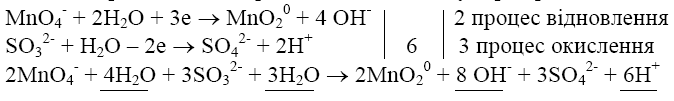 MnO₄⁻ + 2H₂O + 3e → MnO₂⁰ + 4 OH⁻ | | 2 процес відновлення
SO₃²⁻ + H₂O – 2e → SO₄²⁻ + 2H⁺ | 6 | 3 процес окислення
2MnO₄⁻ + 4H₂O + 3SO₃²⁻ + 3H₂O → 2MnO₂⁰ + 8 OH⁻ + 3SO₄²⁻ + 6H⁺